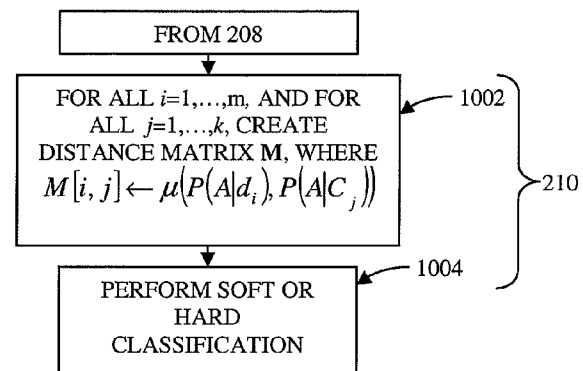 FROM 208
FOR ALL i=1,…,m, AND FOR
ALL j=1,…,k, CREATE
DISTANCE MATRIX M, WHERE
M[i, j] ← μ(P(A|d_i), P(A|C_j))
1002
210
1004
PERFORM SOFT OR
HARD
CLASSIFICATION